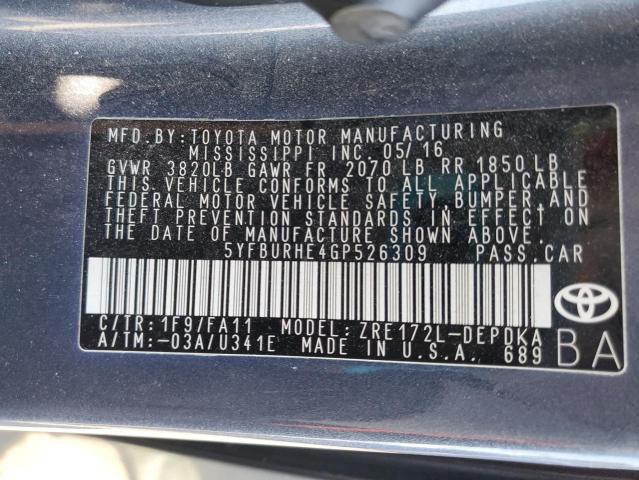 MFD. BY: TOYOTA MOTOR MANUFACTURING
MISSISSIPPI INC. 05/16
GVWR 3820LB GAWR FR 2070 LB RR 1850 LB
THIS VEHICLE CONFORMS TO ALL APPLICABLE
FEDERAL MOTOR VEHICLE SAFETY, BUMPER, AND
THEFT PREVENTION STANDARDS IN EFFECT ON
THE DATE OF MANUFACTURE SHOWN ABOVE.
5YFBURHE4GP526309 PASS. CAR
C/TR: 1F9/FA11 MODEL: ZRE172L-DEPDKA
A/TM: -03A/U341E MADE IN U.S.A. 689
BA